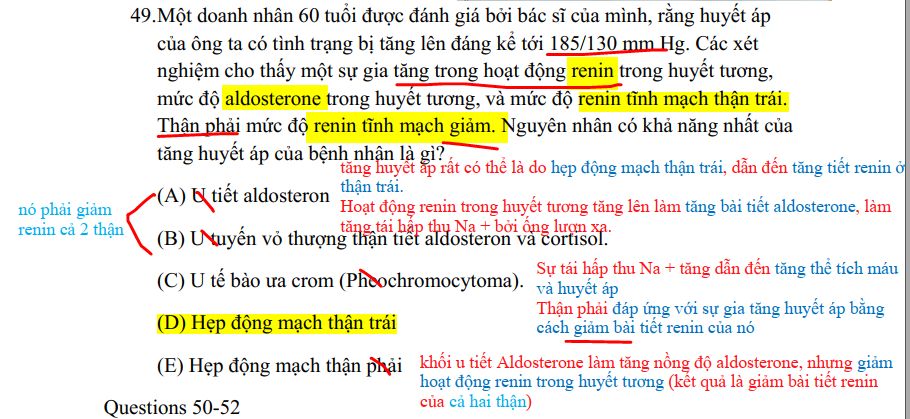 49.Một doanh nhân 60 tuổi được đánh giá bởi bác sĩ của mình, rằng huyết áp
của ông ta có tình trạng bị tăng lên đáng kể tới 185/130 mm Hg. Các xét
nghiệm cho thấy một sự gia tăng trong hoạt động renin trong huyết tương,
mức độ aldosterone trong huyết tương, và mức độ renin tĩnh mạch thận trái.
Thận phải mức độ renin tĩnh mạch giảm. Nguyên nhân có khả năng nhất của
tăng huyết áp của bệnh nhân là gì?
tăng huyết áp rất có thể là do hẹp động mạch thận trái, dẫn đến tăng tiết renin ở
thận trái.
Hoạt động renin trong huyết tương tăng lên làm tăng bài tiết aldosterone, làm
tăng tái hấp thu Na + bởi ống lượn xa.
(A) U tiết aldosteron
nó phải giảm
renin cả 2 thận
(B) U tuyến vỏ thượng thận tiết aldosteron và cortisol.
(C) U tế bào ưa crom (Pheochromocytoma).
Sự tái hấp thu Na + tăng dẫn đến tăng thể tích máu
và huyết áp
Thận phải đáp ứng với sự gia tăng huyết áp bằng
cách giảm bài tiết renin của nó
(D) Hẹp động mạch thận trái
(E) Hẹp động mạch thận phải
khối u tiết Aldosterone làm tăng nồng độ aldosterone, nhưng giảm
hoạt động renin trong huyết tương (kết quả là giảm bài tiết renin
của cả hai thận)
Questions 50-52